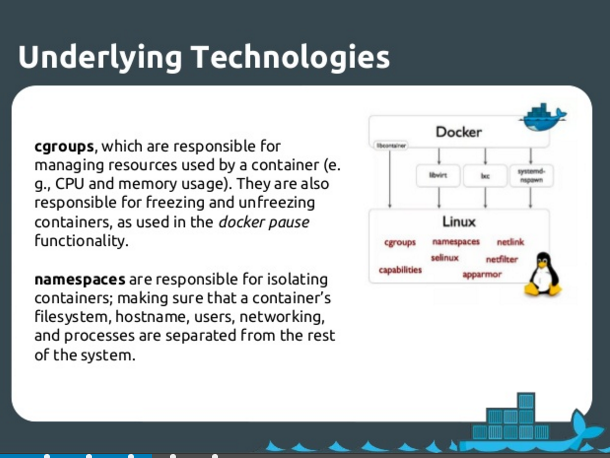 Underlying Technologies
cgroups, which are responsible for
managing resources used by a container (e.
g., CPU and memory usage). They are also
responsible for freezing and unfreezing
containers, as used in the docker pause
functionality.
namespaces are responsible for isolating
containers; making sure that a container’s
filesystem, hostname, users, networking,
and processes are separated from the rest
of the system.
Docker
libcontainer
libvirt lxc systemd-
nspawn
Linux
cgroups namespaces netlink
selinux netfilter
capabilities apparmor